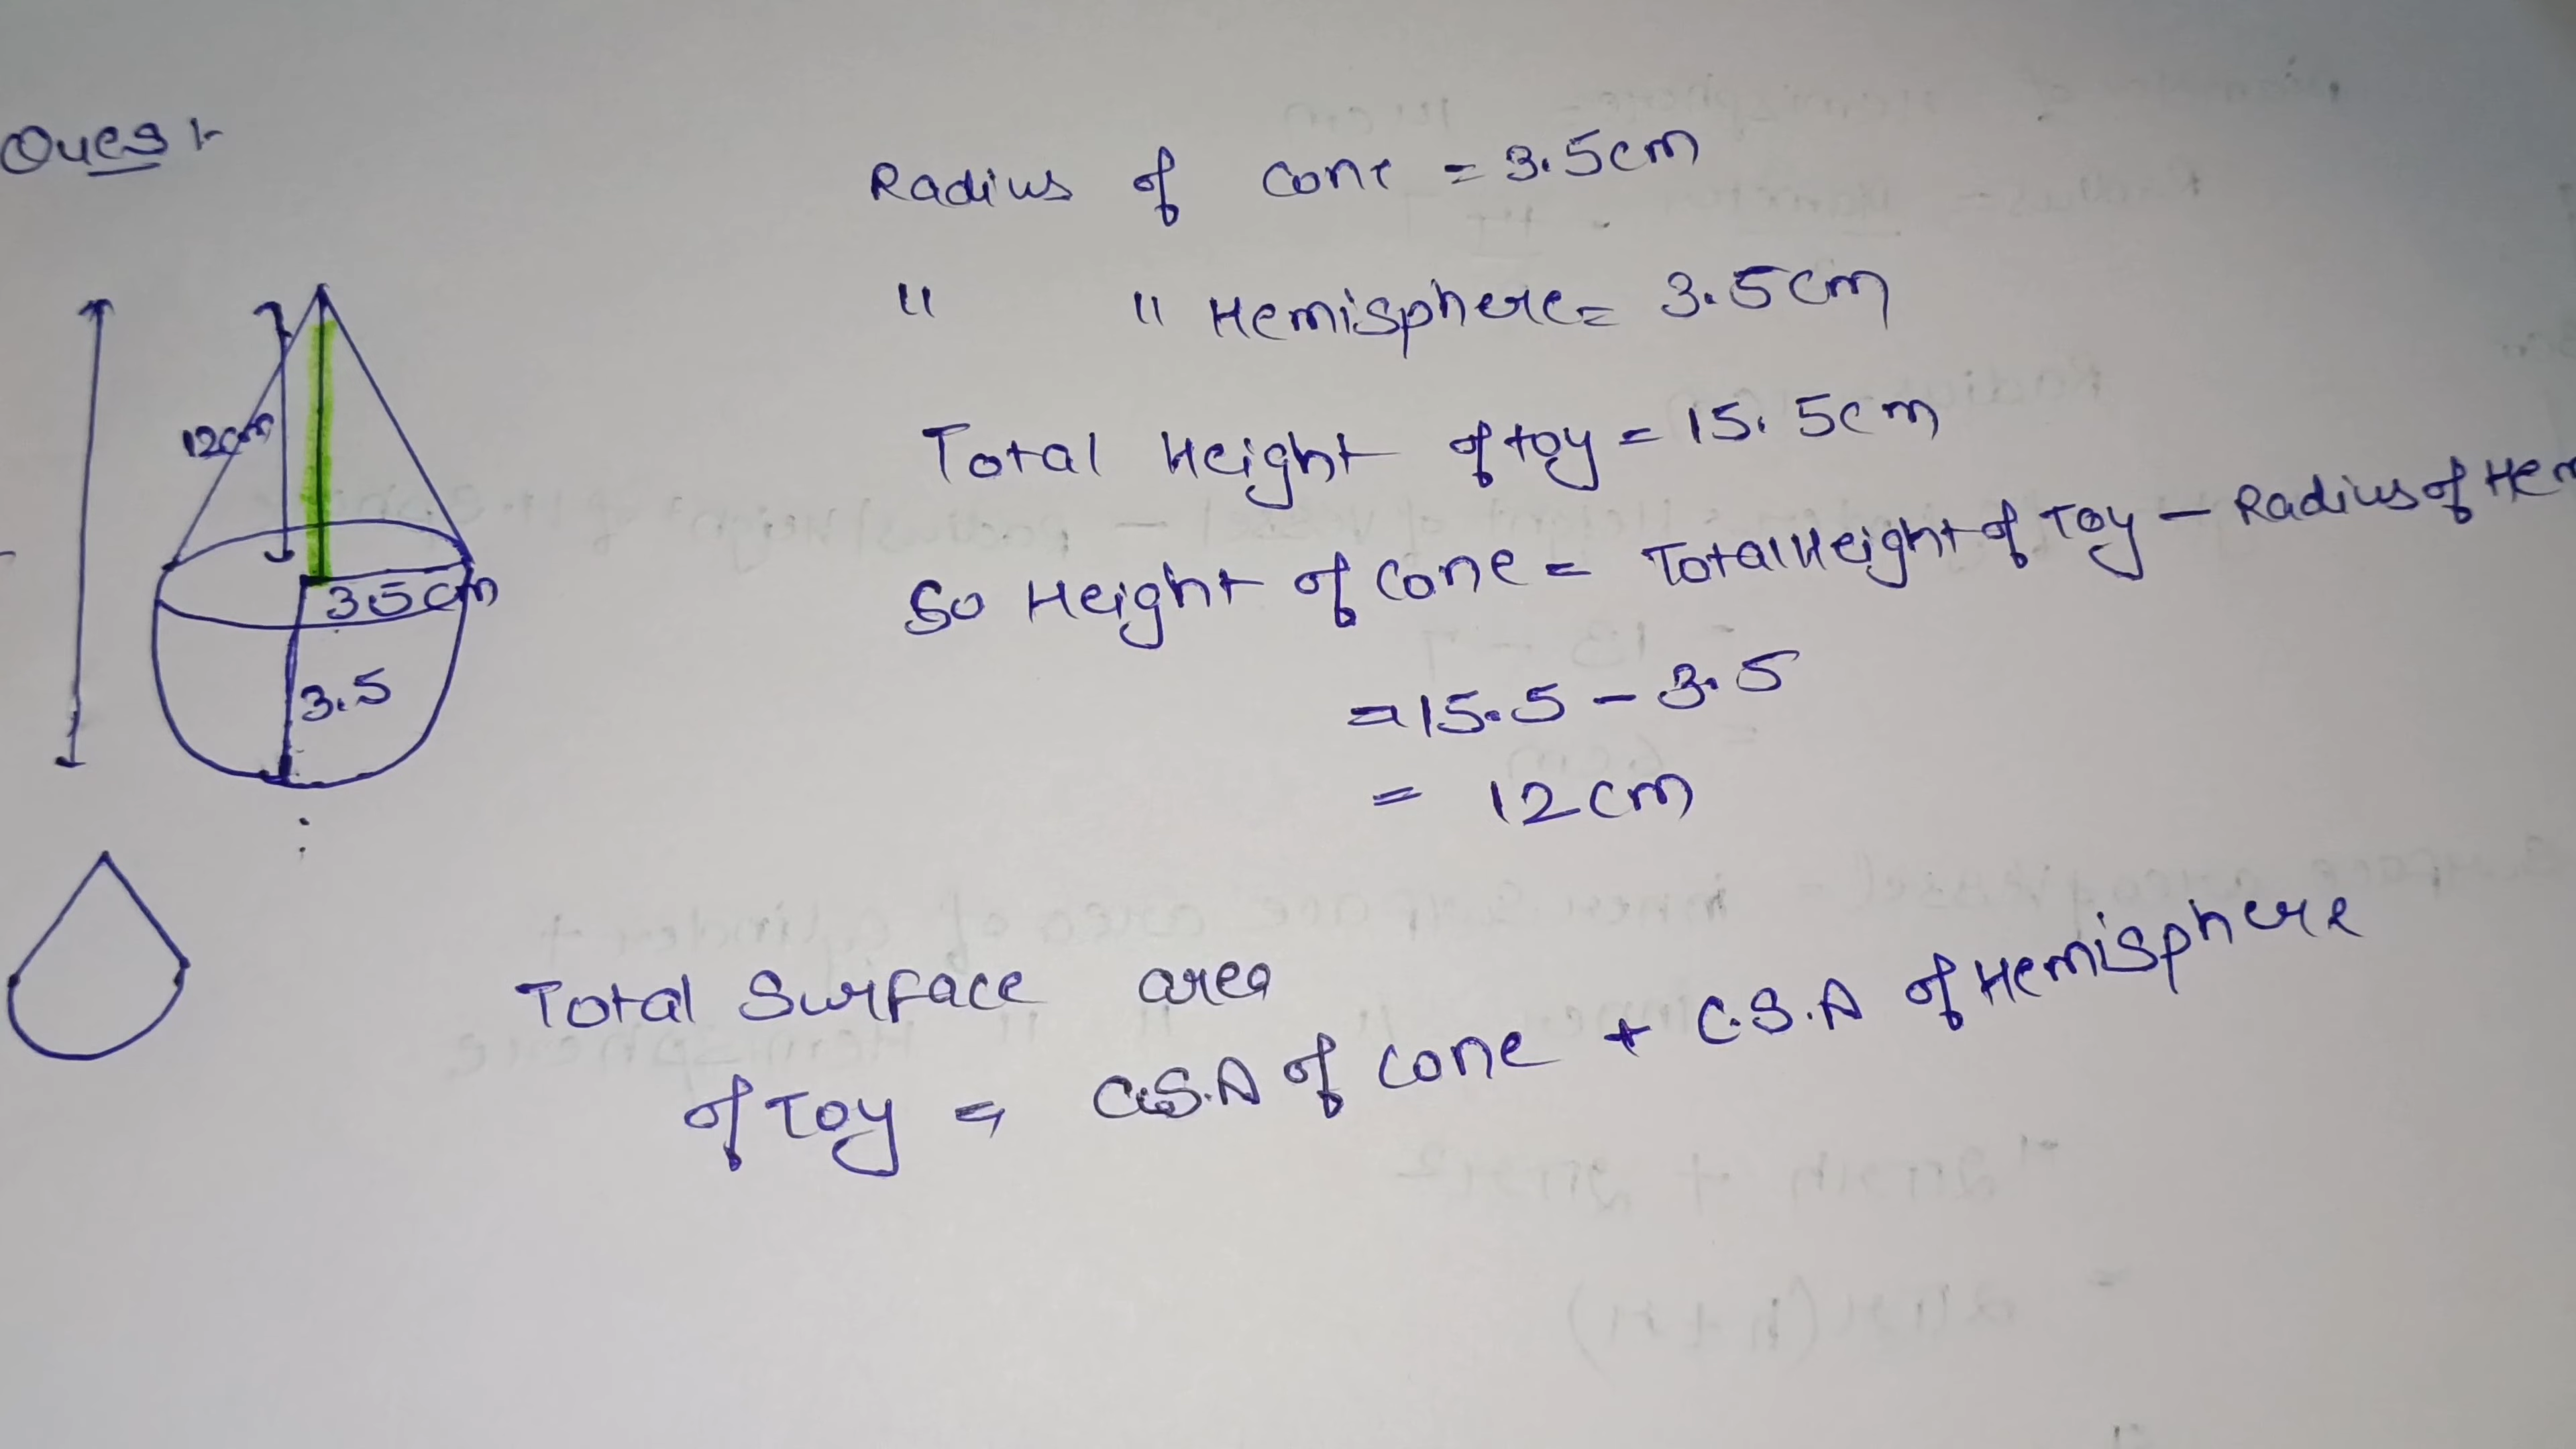 Ques
Radius of cone = 3.5cm
" " Hemisphere = 3.5cm
Total Height of toy = 15.5cm
So Height of cone = Total Height of Toy - Radius of Hem
= 15.5 - 3.5
= 12cm
12cm
3.5cm
3.5
Total Surface area
of Toy = C.S.A of cone + C.S.A of Hemisphere